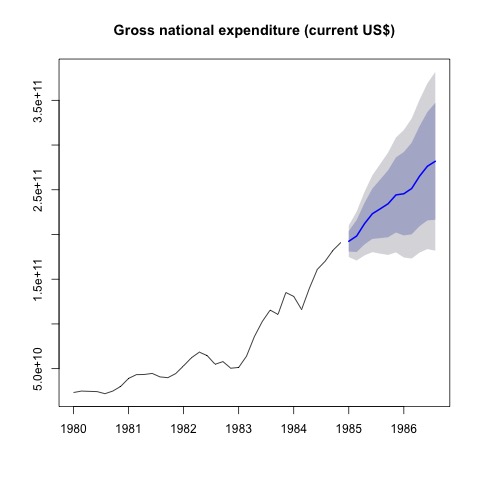 Gross national expenditure (current US$)
3.5e+11
2.5e+11
1.5e+11
5.0e+10
1980 1981 1982 1983 1984 1985 1986